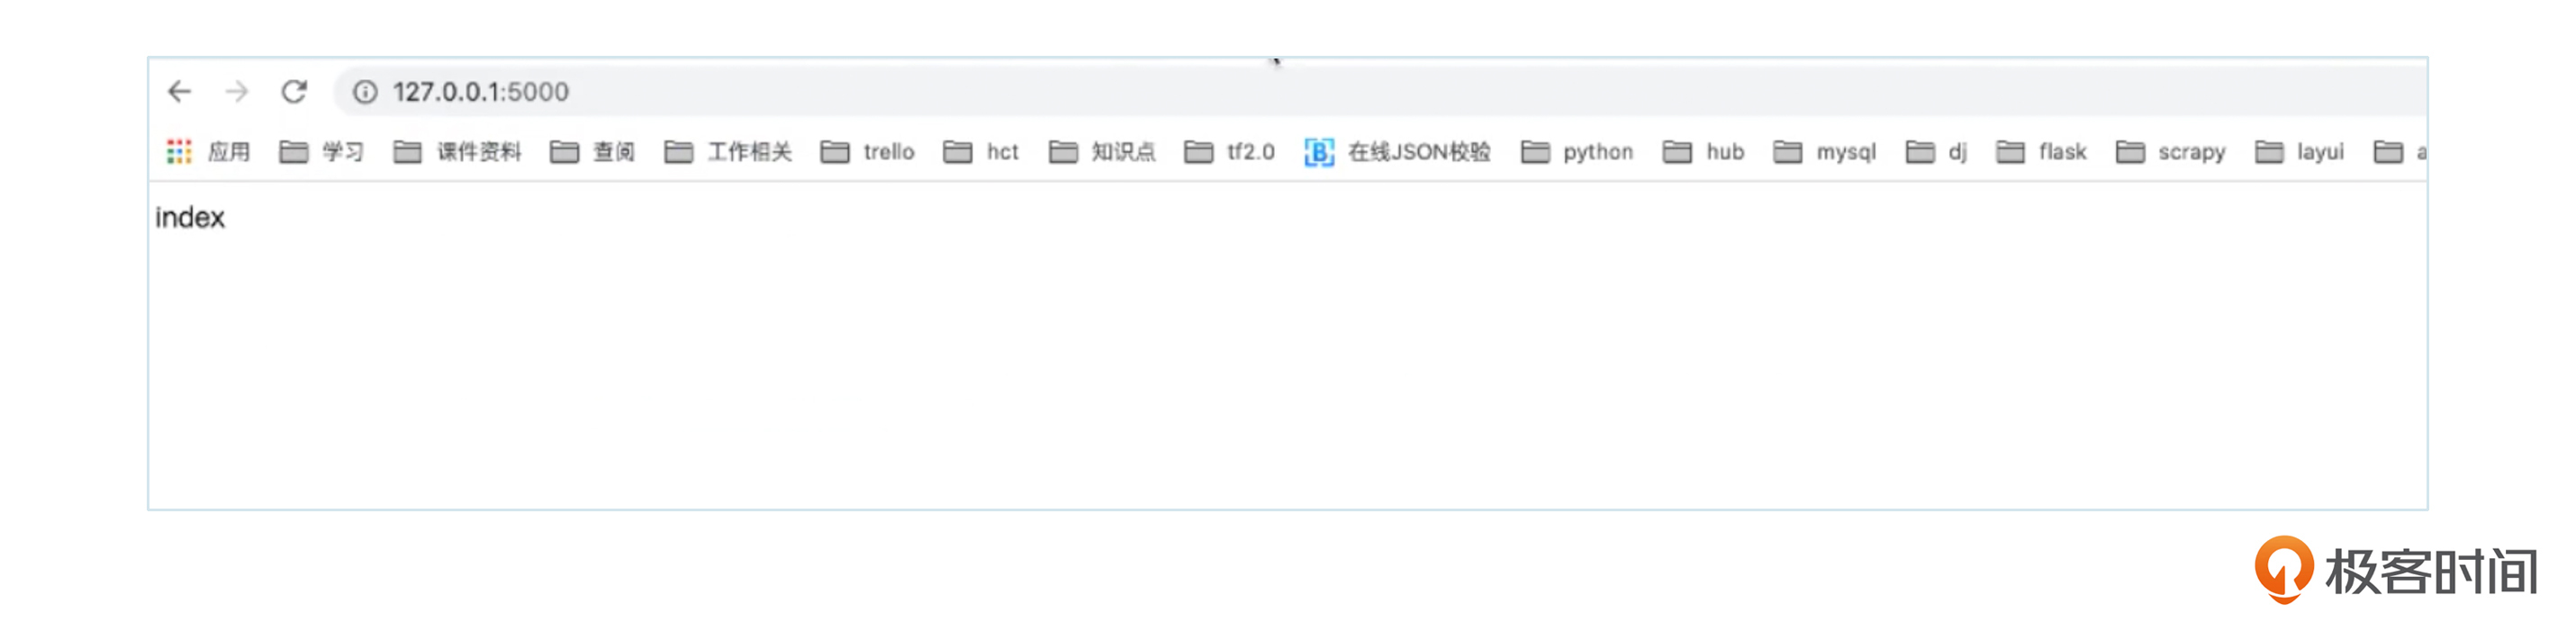 127.0.0.1:5000
应用 学习 课件资料 查阅 工作相关 trello hct 知识点 tf2.0 在线JSON校验 python hub mysql dj flask scrapy layui a
index
极客时间